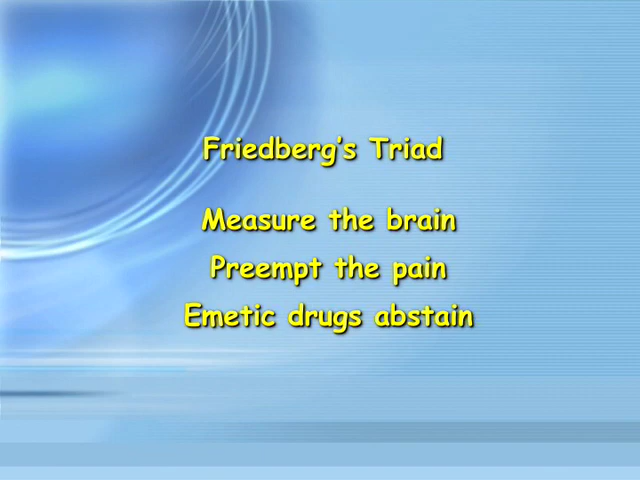 Friedberg's Triad
Measure the brain
Preempt the pain
Emetic drugs abstain